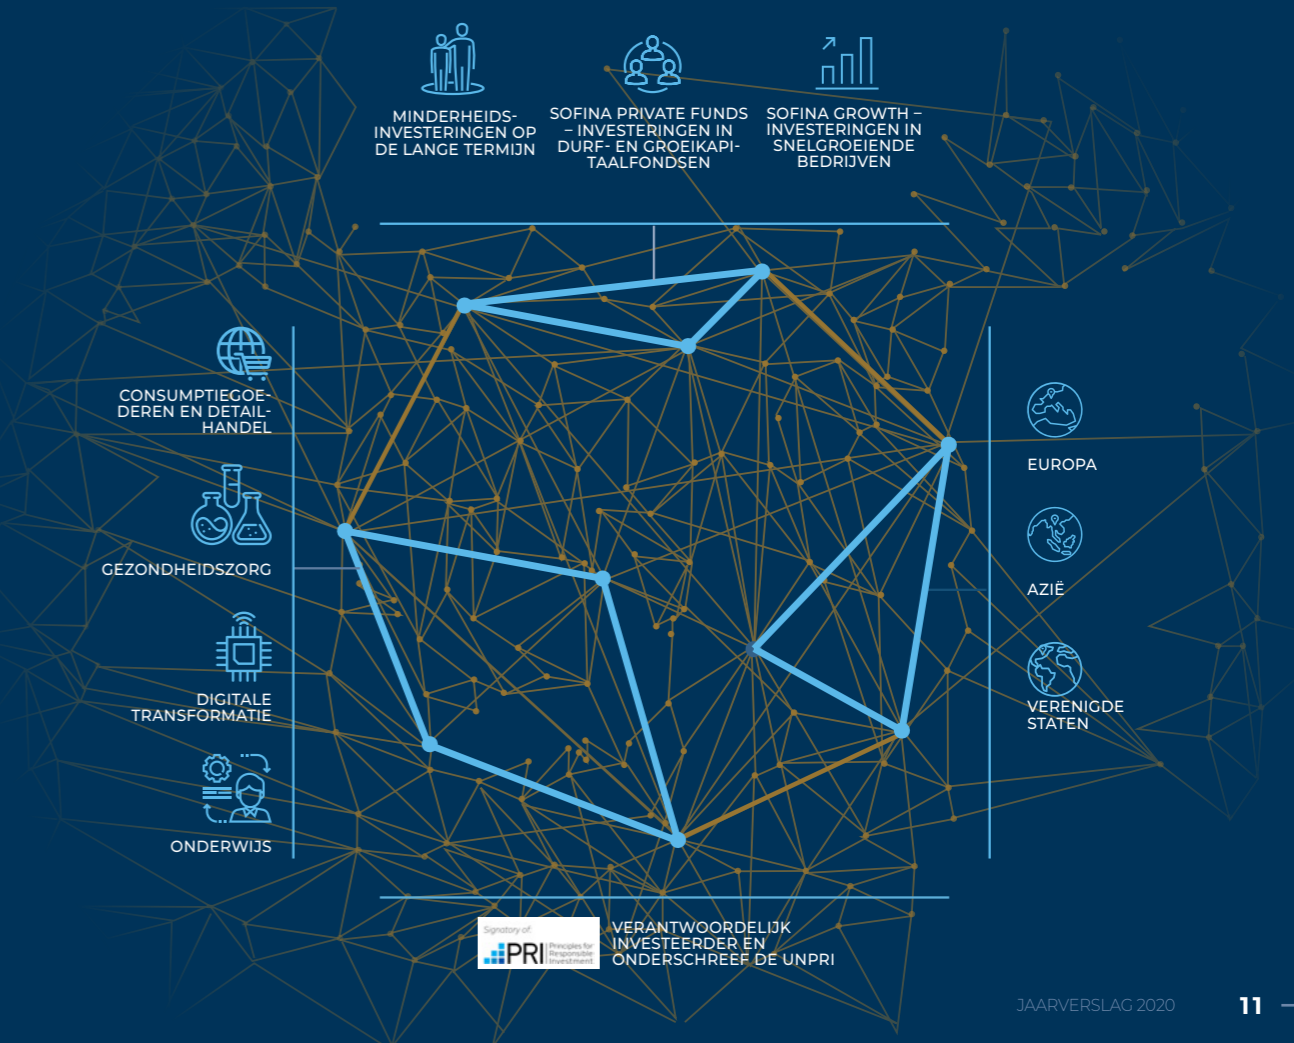 MINDERHEIDS-
INVESTERINGEN OP
DE LANGE TERMIJN
SOFINA PRIVATE FUNDS
– INVESTERINGEN IN
DURF- EN GROEIKAPI-
TAALFONDSEN
SOFINA GROWTH –
INVESTERINGEN IN
SNELGROEIENDE
BEDRIJVEN
CONSUMPTIEGOE-
DEREN EN DETAIL-
HANDEL
GEZONDHEIDSZORG
DIGITALE
TRANSFORMATIE
ONDERWIJS
EUROPA
AZIË
VERENIGDE
STATEN
Signatory of:
PRI
Principles for
Responsible
Investment
VERANTWOORDELIJK
INVESTEERDER EN
ONDERSCHREEF DE UNPRI
JAARVERSLAG 2020 11